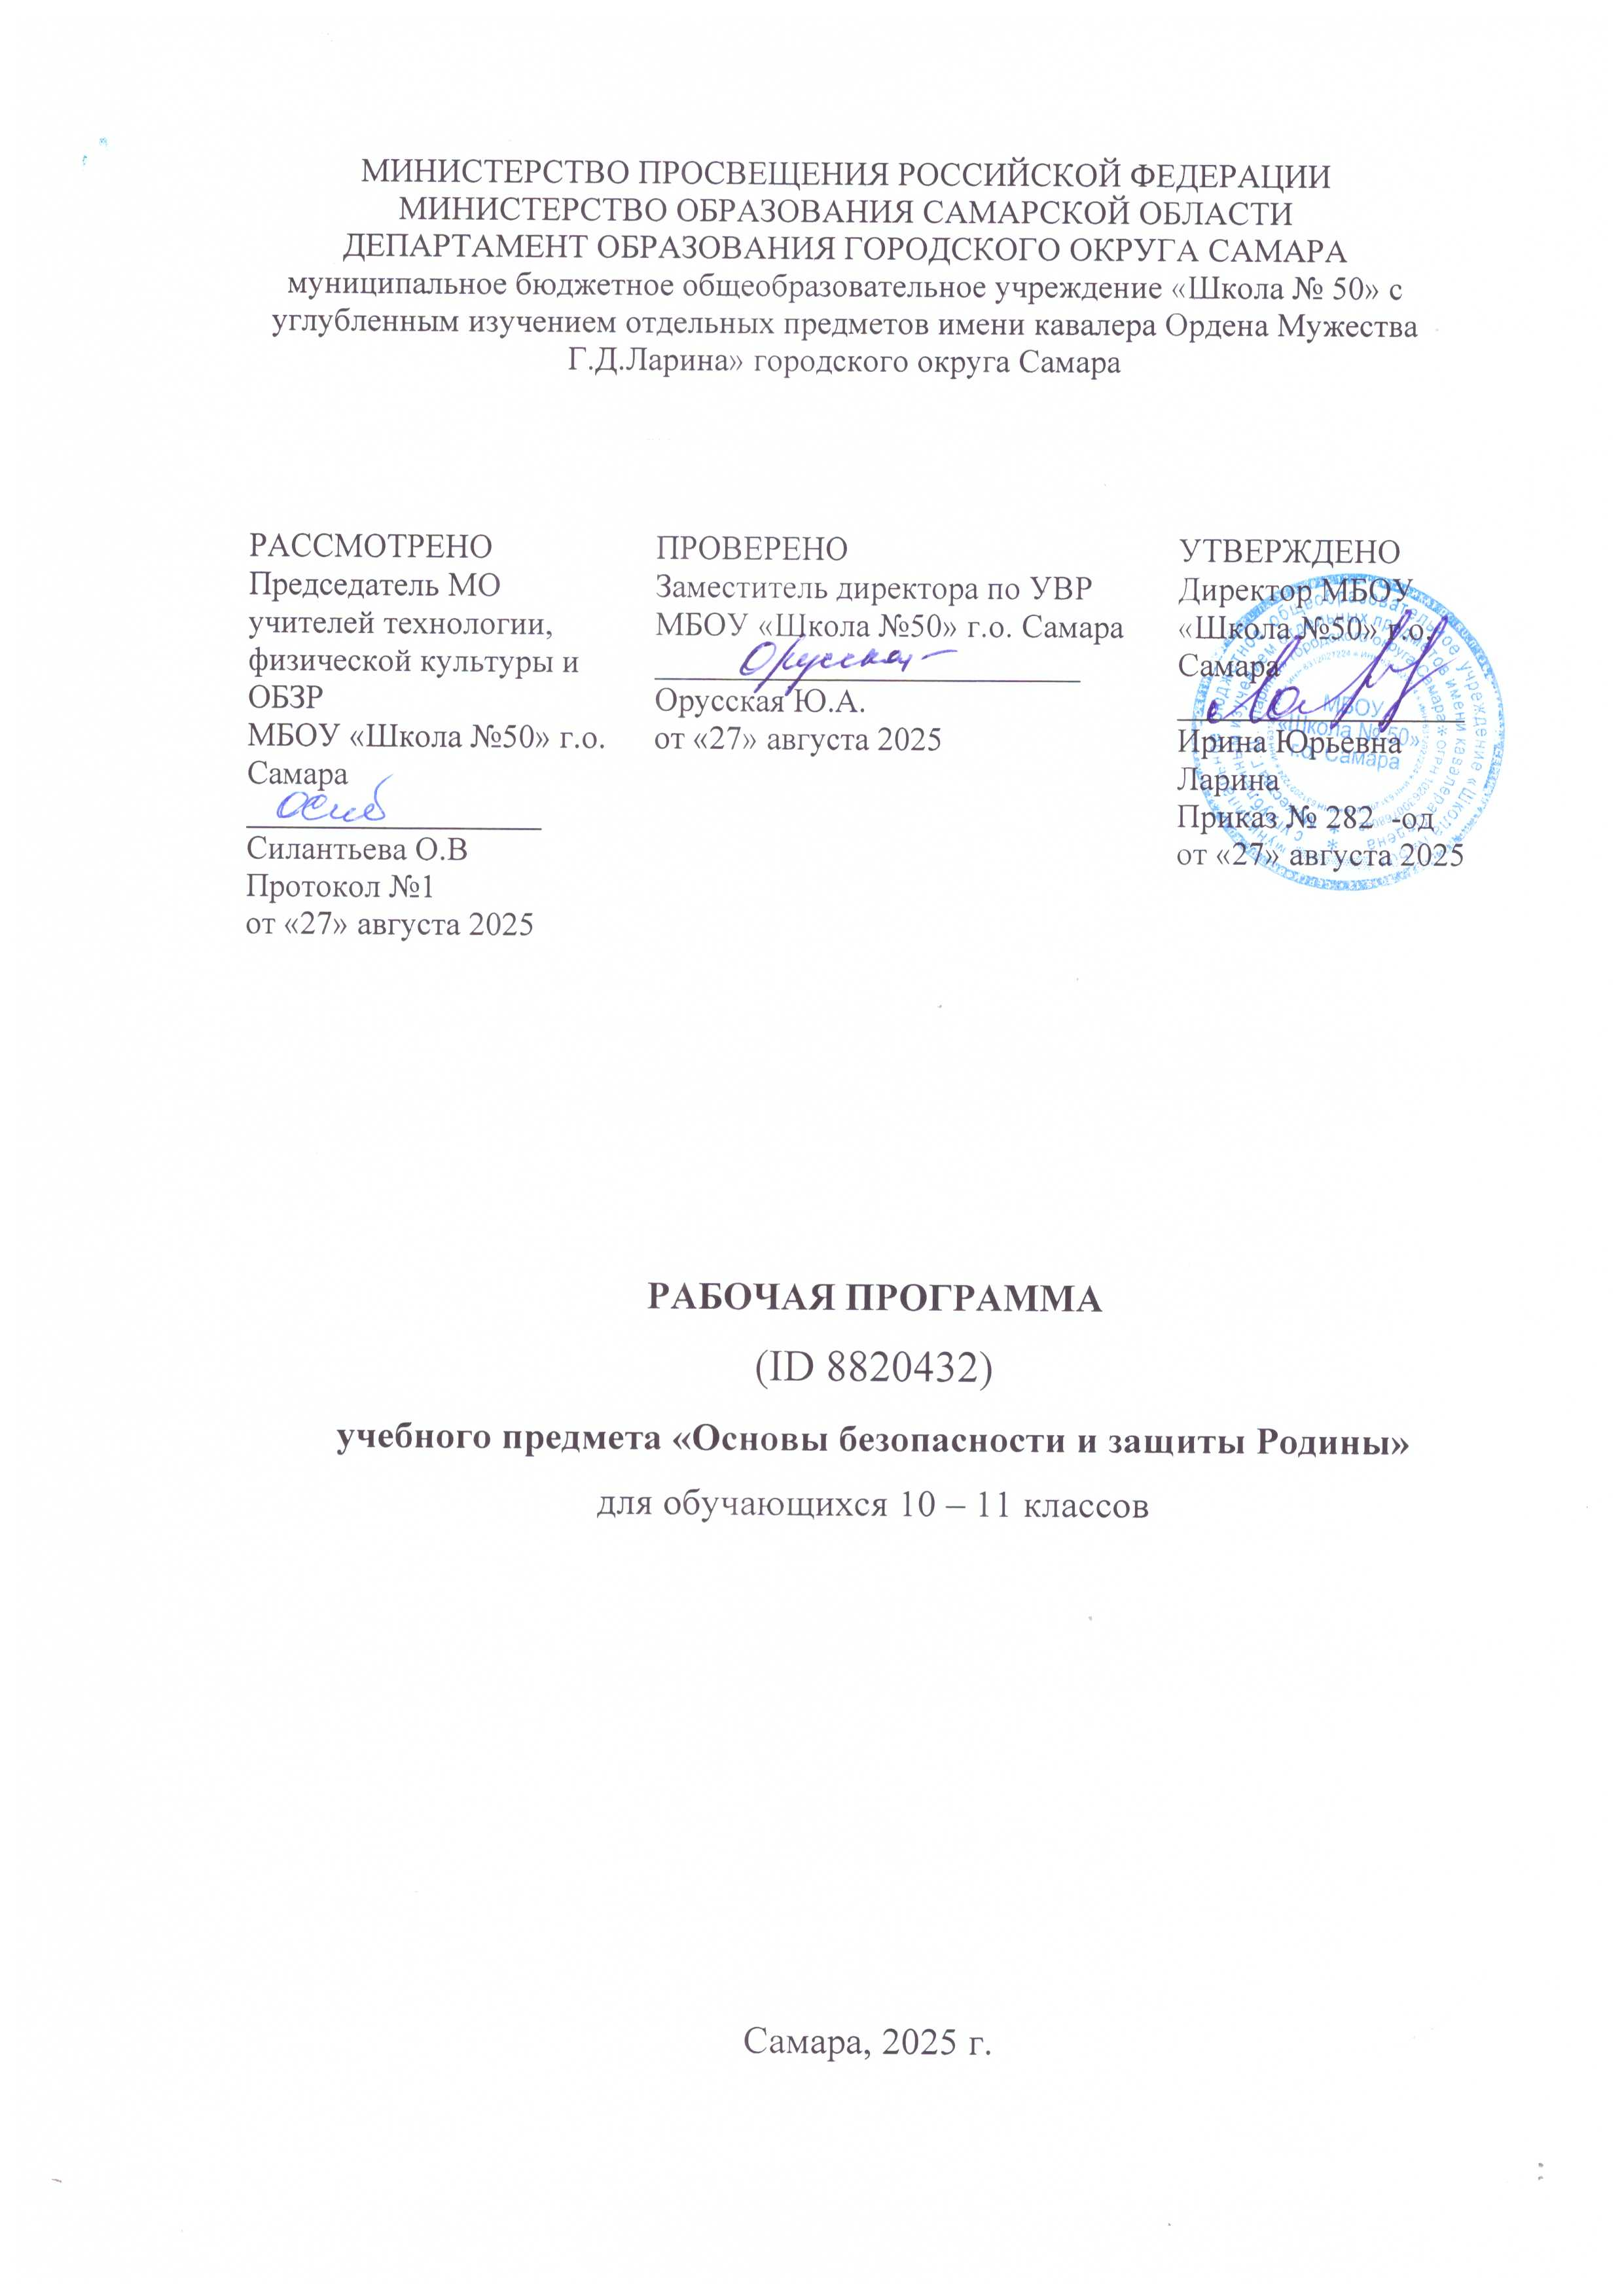 МИНИСТЕРСТВО ПРОСВЕЩЕНИЯ РОССИЙСКОЙ ФЕДЕРАЦИИ
МИНИСТЕРСТВО ОБРАЗОВАНИЯ САМАРСКОЙ ОБЛАСТИ
ДЕПАРТАМЕНТ ОБРАЗОВАНИЯ ГОРОДСКОГО ОКРУГА САМАРА
муниципальное бюджетное общеобразовательное учреждение «Школа № 50» с
углубленным изучением отдельных предметов имени кавалера Ордена Мужества
Г.Д.Ларина» городского округа Самара
РАССМОТРЕНО
Председатель МО
учителей технологии,
физической культуры и
ОБЗР
МБОУ «Школа №50» г.о.
Самара
Силантьева О.В
Протокол №1
от «27» августа 2025
ПРОВЕРЕНО
Заместитель директора по УВР
МБОУ «Школа №50» г.о. Самара
Орусская Ю.А.
от «27» августа 2025
УТВЕРЖДЕНО
Директор МБОУ
«Школа №50» г.о.
Самара
Ирина Юрьевна
Ларина
Приказ № 282 -од
от «27» августа 2025
МБОУ
«Школа № 50»
г.о. Самара
РАБОЧАЯ ПРОГРАММА
(ID 8820432)
учебного предмета «Основы безопасности и защиты Родины»
для обучающихся 10 – 11 классов
Самара, 2025 г.